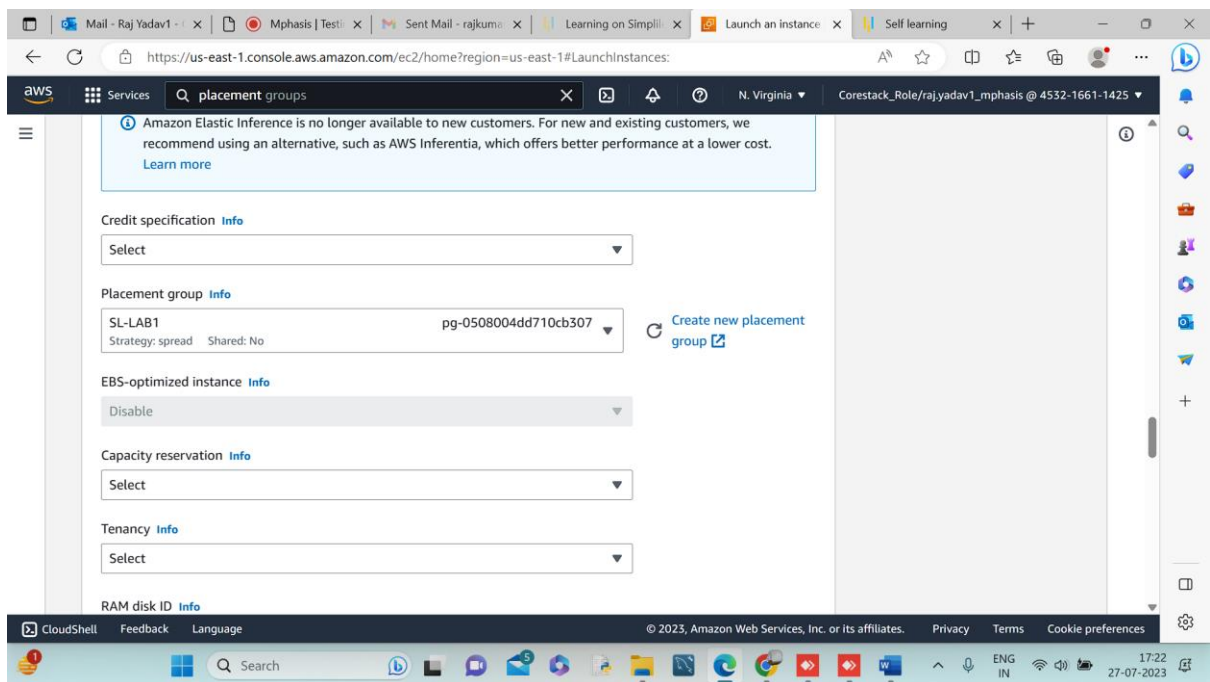 Mail - Raj Yadav1 -
Mphasis | Testi
Sent Mail - rajkuma
Learning on Simplil
Launch an instance
Self learning
https://us-east-1.console.aws.amazon.com/ec2/home?region=us-east-1#LaunchInstances:
aws
Services
placement groups
N. Virginia
Corestack_Role/raj.yadav1_mphasis @ 4532-1661-1425
Amazon Elastic Inference is no longer available to new customers. For new and existing customers, we
recommend using an alternative, such as AWS Inferentia, which offers better performance at a lower cost.
Learn more
Credit specification Info
Select
Placement group Info
SL-LAB1 pg-0508004dd710cb307
Strategy: spread Shared: No
Create new placement
group
EBS-optimized instance Info
Disable
Capacity reservation Info
Select
Tenancy Info
Select
RAM disk ID Info
CloudShell Feedback Language © 2023, Amazon Web Services, Inc. or its affiliates. Privacy Terms Cookie preferences
1
Search
5
ENG
IN
17:22
27-07-2023